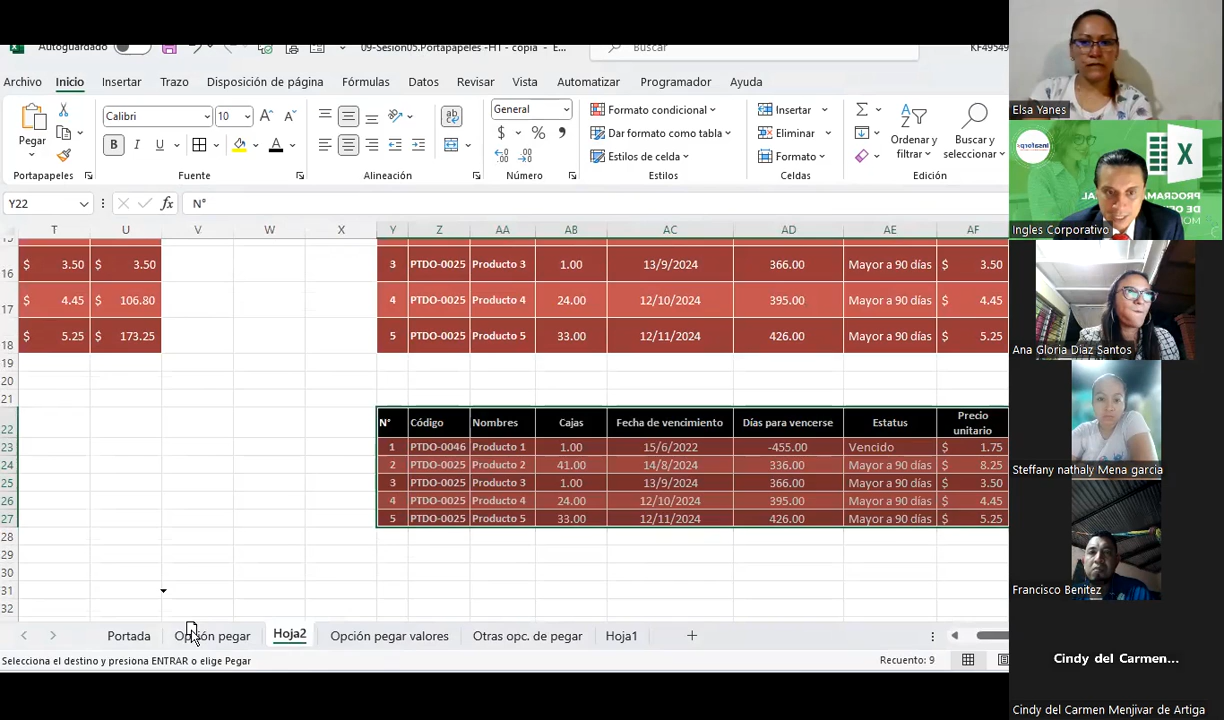 Autoguardado
09-Sesión05.Portapapeles -HT - copia - E...
Buscar
KF49549
Archivo Inicio Insertar Trazo Disposición de página Fórmulas Datos Revisar Vista Automatizar Programador Ayuda
Pegar
Portapapeles
Calibri 10
N K S
Fuente
Alineación
General
$ % ,
Número
Formato condicional
Dar formato como tabla
Estilos de celda
Estilos
Insertar
Eliminar
Formato
Celdas
Ordenar y filtrar
Buscar y seleccionar
Edición
Y22 fx N°
T U V W X Y Z AA AB AC AD AE AF
16 $ 3.50 $ 3.50 3 PTDO-0025 Producto 3 1.00 13/9/2024 366.00 Mayor a 90 días $ 3.50
17 $ 4.45 $ 106.80 4 PTDO-0025 Producto 4 24.00 12/10/2024 395.00 Mayor a 90 días $ 4.45
18 $ 5.25 $ 173.25 5 PTDO-0025 Producto 5 33.00 12/11/2024 426.00 Mayor a 90 días $ 5.25
19
20
21
22 N° Código Nombres Cajas Fecha de vencimiento Días para vencerse Estatus Precio unitario
23 1 PTDO-0046 Producto 1 1.00 15/6/2022 -455.00 Vencido $ 1.75
24 2 PTDO-0025 Producto 2 41.00 14/8/2024 336.00 Mayor a 90 días $ 8.25
25 3 PTDO-0025 Producto 3 1.00 13/9/2024 366.00 Mayor a 90 días $ 3.50
26 4 PTDO-0025 Producto 4 24.00 12/10/2024 395.00 Mayor a 90 días $ 4.45
27 5 PTDO-0025 Producto 5 33.00 12/11/2024 426.00 Mayor a 90 días $ 5.25
28
29
30
31
32
Portada Opción pegar Hoja2 Opción pegar valores Otras opc. de pegar Hoja1
Selecciona el destino y presiona ENTRAR o elige Pegar
Recuento: 9
Elsa Yanes
Insaforp
X
Ingles Corporativo
Ana Gloria Diaz Santos
Steffany nathaly Mena garcia
Francisco Benitez
Cindy del Carmen...
Cindy del Carmen Menjivar de Artiga